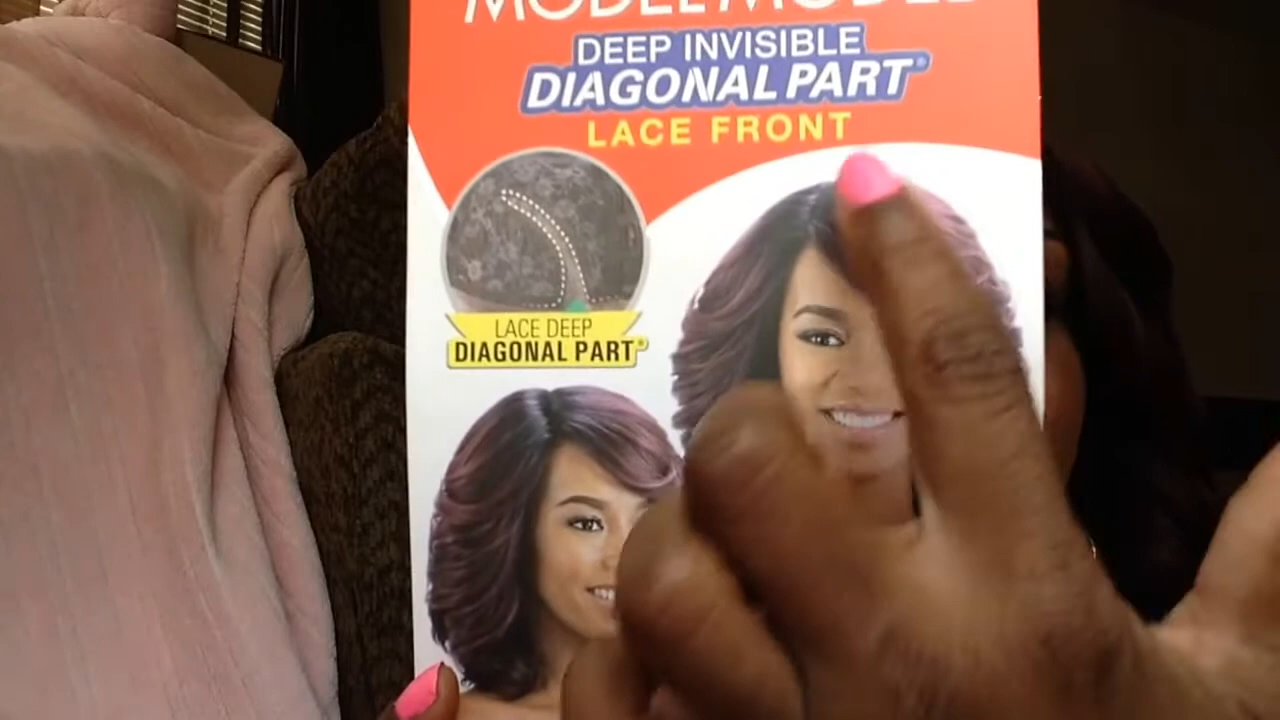 MODEL MODEL
DEEP INVISIBLE
DIAGONAL PART®
LACE FRONT
LACE DEEP
DIAGONAL PART®